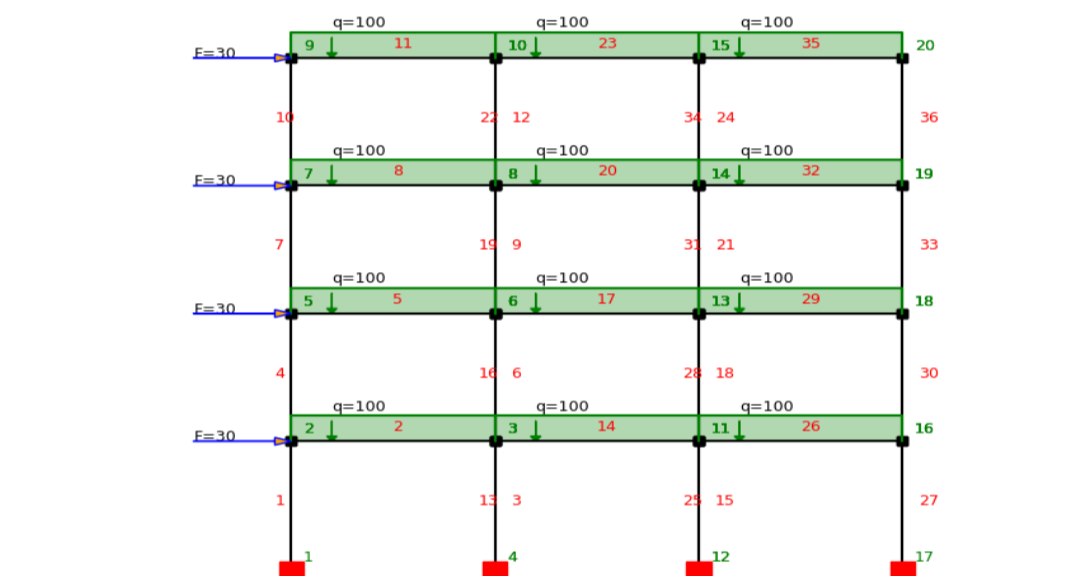 q=100 q=100 q=100
F=30 9 11 10 23 15 35 20
10 22 12 34 24 36
q=100 q=100 q=100
F=30 7 8 8 20 14 32 19
7 19 9 31 21 33
q=100 q=100 q=100
F=30 5 5 6 17 13 29 18
4 16 6 28 18 30
q=100 q=100 q=100
F=30 2 2 3 14 11 26 16
1 13 3 25 15 27
1 4 12 17